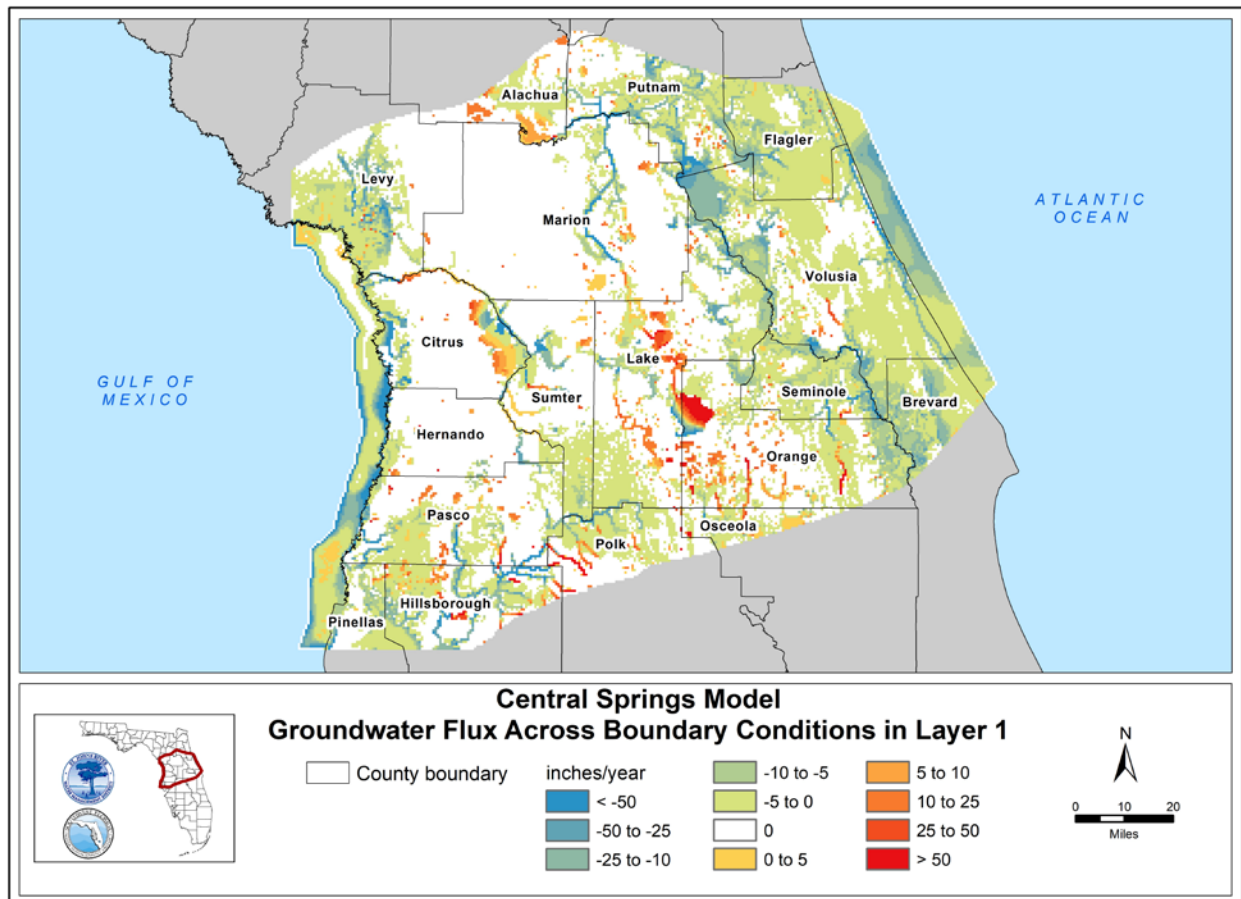 Alachua
Putnam
Flagler
Levy
Marion
ATLANTIC
OCEAN
Volusia
Citrus
Lake
GULF OF
MEXICO
Sumter
Seminole
Brevard
Hernando
Orange
Pasco
Osceola
Polk
Hillsborough
Pinellas
Central Springs Model
Groundwater Flux Across Boundary Conditions in Layer 1
County boundary
inches/year
< -50
-50 to -25
-25 to -10
-10 to -5
-5 to 0
0
0 to 5
5 to 10
10 to 25
25 to 50
> 50
N
0 10 20
Miles